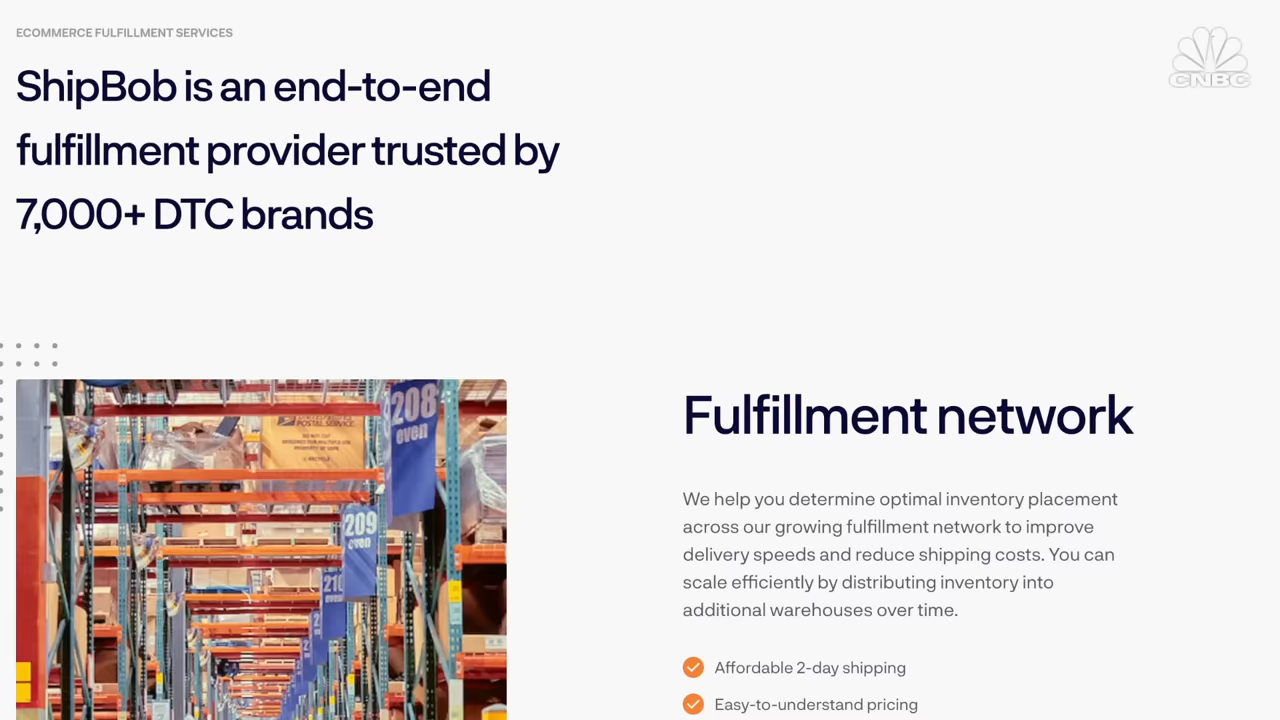 ECOMMERCE FULFILLMENT SERVICES
CNBC
ShipBob is an end-to-end
fulfillment provider trusted by
7,000+ DTC brands
208
even
POSTAL SERVICE
209
even
210
Fulfillment network
We help you determine optimal inventory placement
across our growing fulfillment network to improve
delivery speeds and reduce shipping costs. You can
scale efficiently by distributing inventory into
additional warehouses over time.
Affordable 2-day shipping
Easy-to-understand pricing